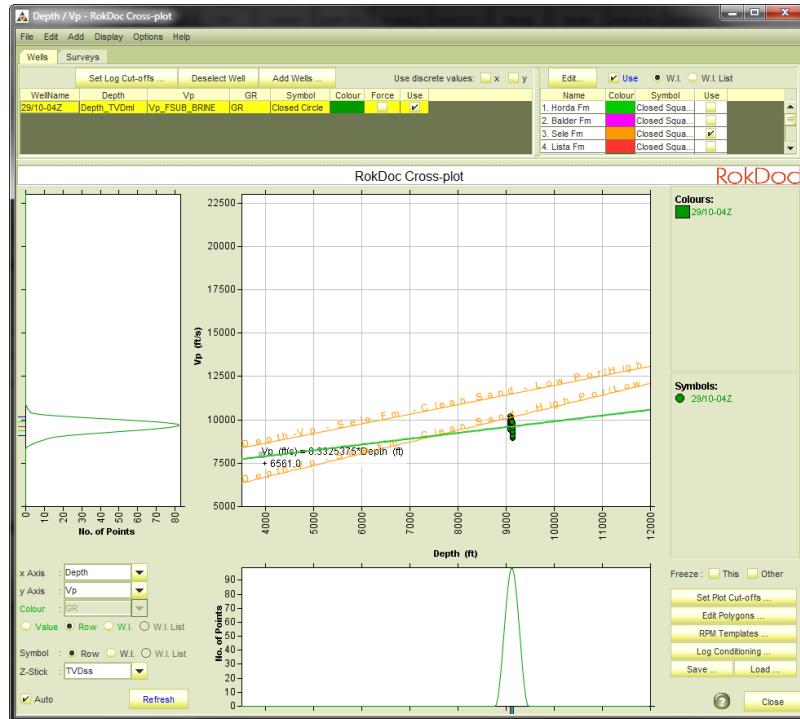 Depth / Vp - RokDoc Cross-plot
File Edit Add Display Options Help
Wells Surveys
Set Log Cut-offs ... Deselect Well Add Wells ... Use discrete values: x y Edit... Use W.I. W.I. List
WellName Depth Vp GR Symbol Colour Force Use
29/10-04Z Depth_TVDml Vp_FSUB_BRINE GR Closed Circle
Name Colour Symbol Use
1. Horda Fm Closed Squa...
2. Balder Fm Closed Squa...
3. Sele Fm Closed Squa...
4. Lista Fm Closed Squa...
RokDoc Cross-plot RokDoc
Colours:
29/10-04Z
Symbols:
29/10-04Z
22500
20000
17500
15000
12500
10000
7500
5000
Vp (ft/s)
Depth-Vp - Sele Fm - Clean Sand - Low Por/High
Sele Fm - Clean Sand - High Por/Low
Vp (ft/s) = 0.3325375*Depth (ft)
+ 6561.0
4000 5000 6000 7000 8000 9000 10000 11000 12000
Depth (ft)
0 10 20 30 40 50 60 70 80
No. of Points
90
80
70
60
50
40
30
20
10
0
No. of Points
x Axis : Depth
y Axis : Vp
Colour : GR
Value Row W.I. W.I. List
Symbol : Row W.I. W.I. List
Z-Stick : TVDss
Auto Refresh
Freeze : This Other
Set Plot Cut-offs ...
Edit Polygons ...
RPM Templates ...
Log Conditioning ...
Save ... Load ...
? Close